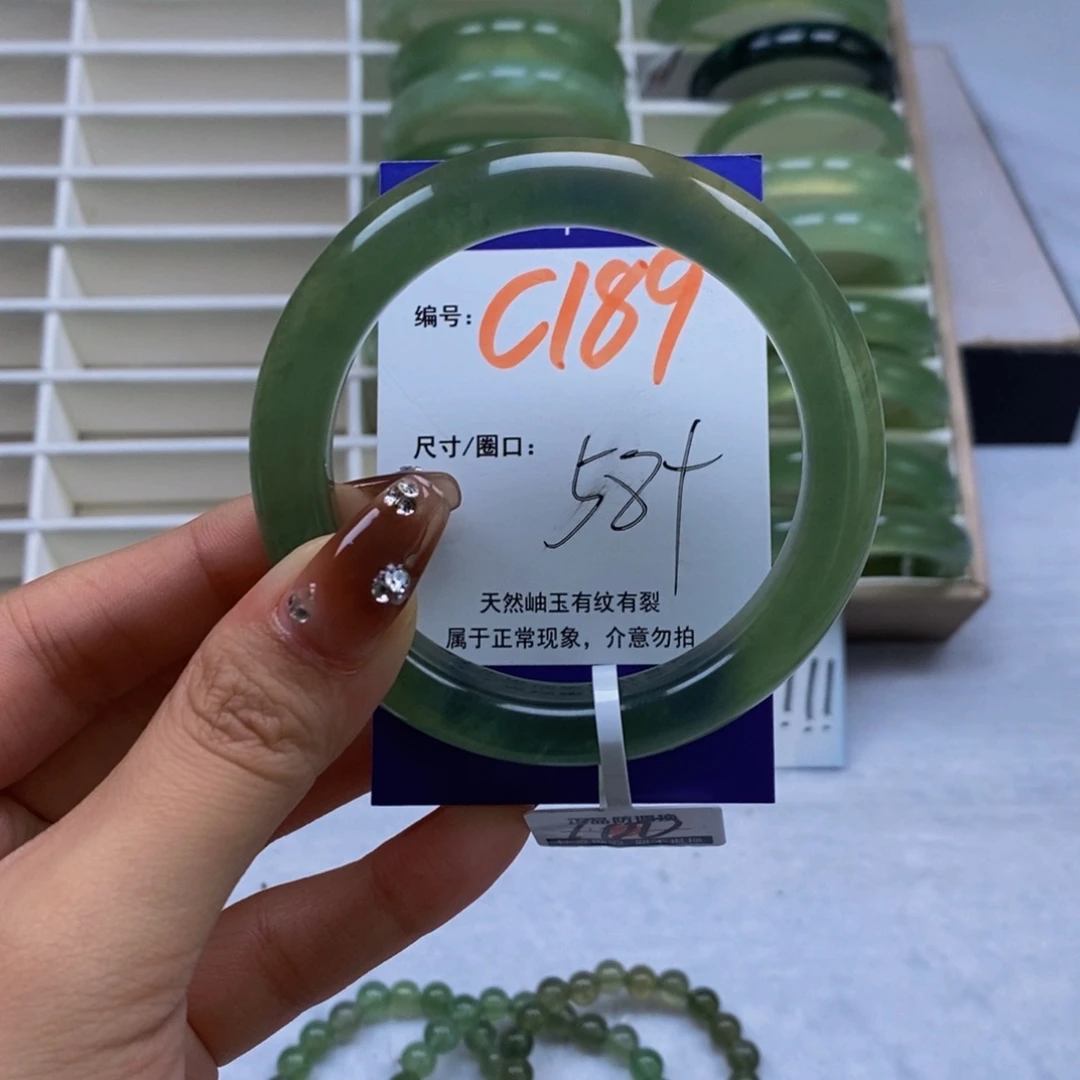 编号: C189
尺寸/圈口: 584
天然岫玉有纹有裂
属于正常现象，介意勿拍